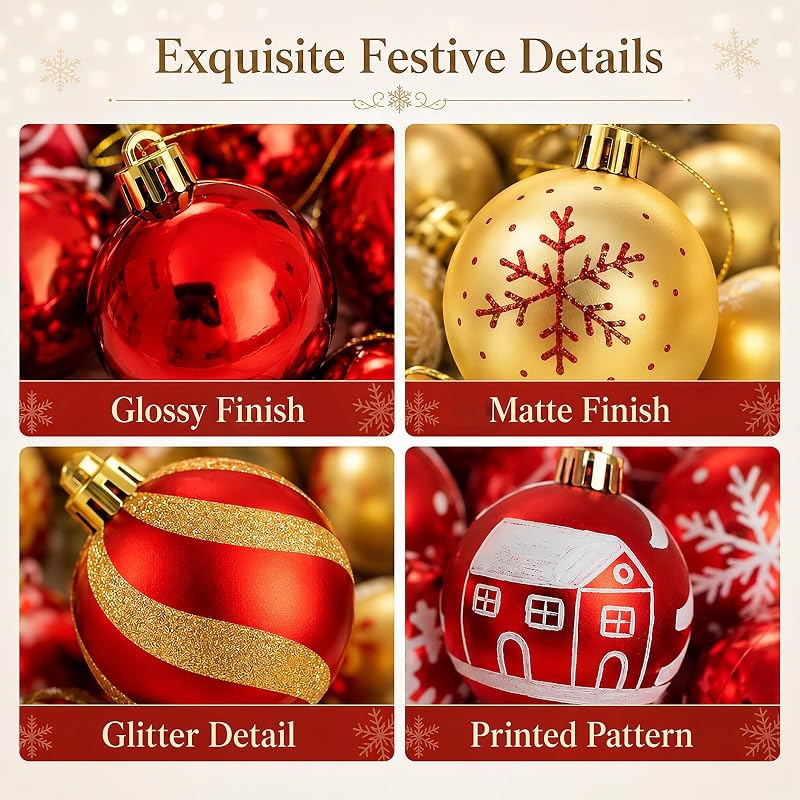 Exquisite Festive Details
Glossy Finish
Matte Finish
Glitter Detail
Printed Pattern